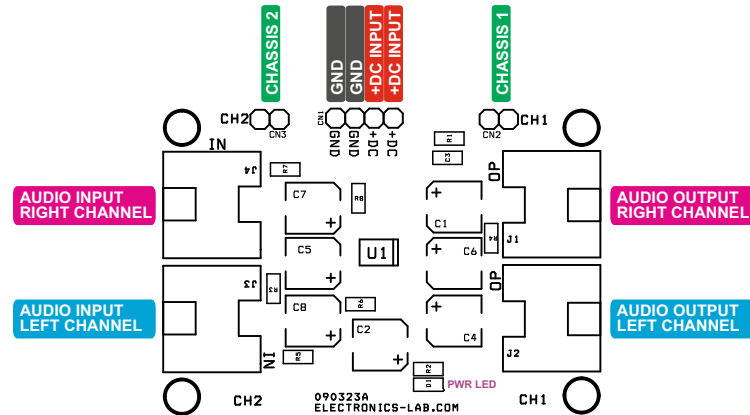 CHASSIS 2
GND
GND
+DC INPUT
+DC INPUT
CHASSIS 1
CH2
CN3
CN1
GND
GND
+DC
+DC
R1
C3
CN2
CH1
IN
J4
R7
C7
R8
C1
R4
OP
J1
AUDIO INPUT
RIGHT CHANNEL
AUDIO OUTPUT
RIGHT CHANNEL
C5
U1
C6
J3
R3
C8
R6
C2
C4
OP
J2
AUDIO INPUT
LEFT CHANNEL
AUDIO OUTPUT
LEFT CHANNEL
IN
R5
R2
D1
PWR LED
CH2
090323A
ELECTRONICS-LAB.COM
CH1